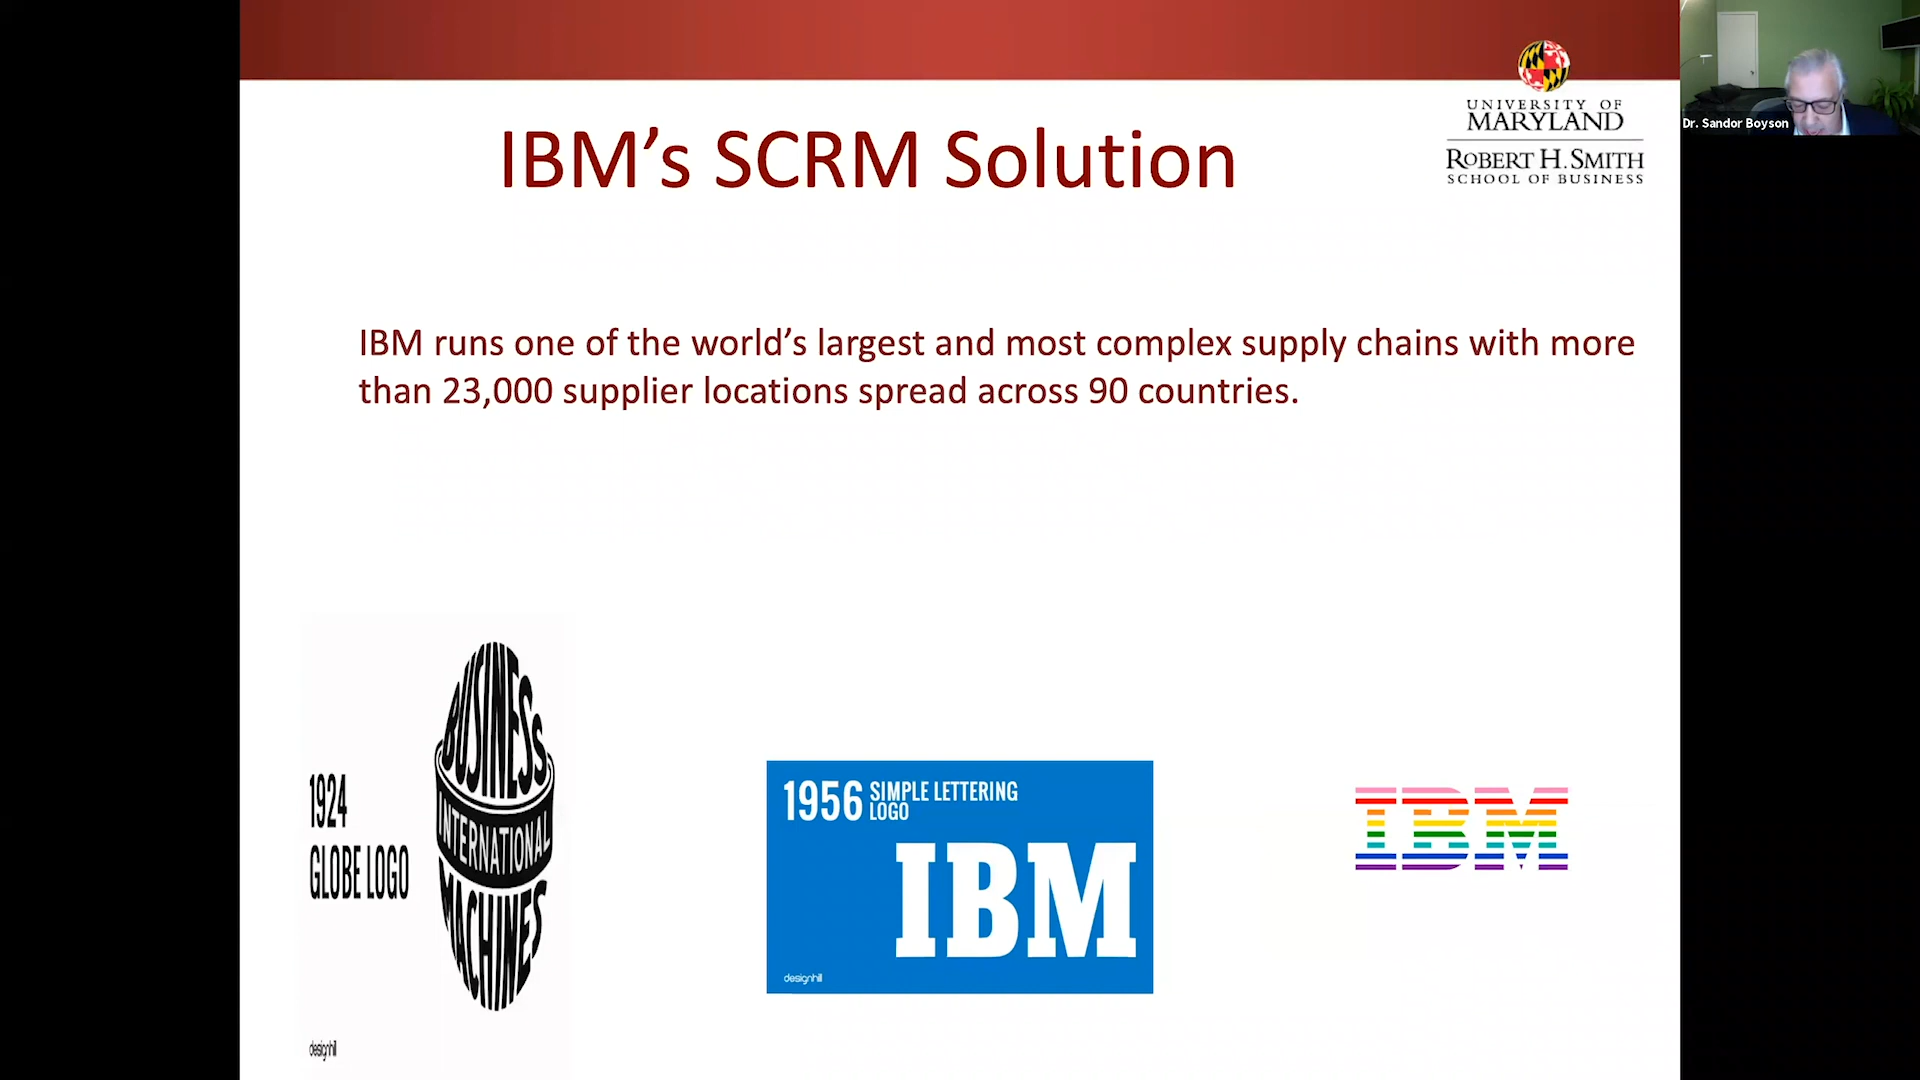 IBM's SCRM Solution
UNIVERSITY OF
MARYLAND
ROBERT H. SMITH
SCHOOL OF BUSINESS
Dr. Sandor Boyson
IBM runs one of the world's largest and most complex supply chains with more
than 23,000 supplier locations spread across 90 countries.
1924
GLOBE LOGO
BUSINESS
INTERNATIONAL
MACHINES
designhill
1956 SIMPLE LETTERING
LOGO
IBM
designhill
IBM